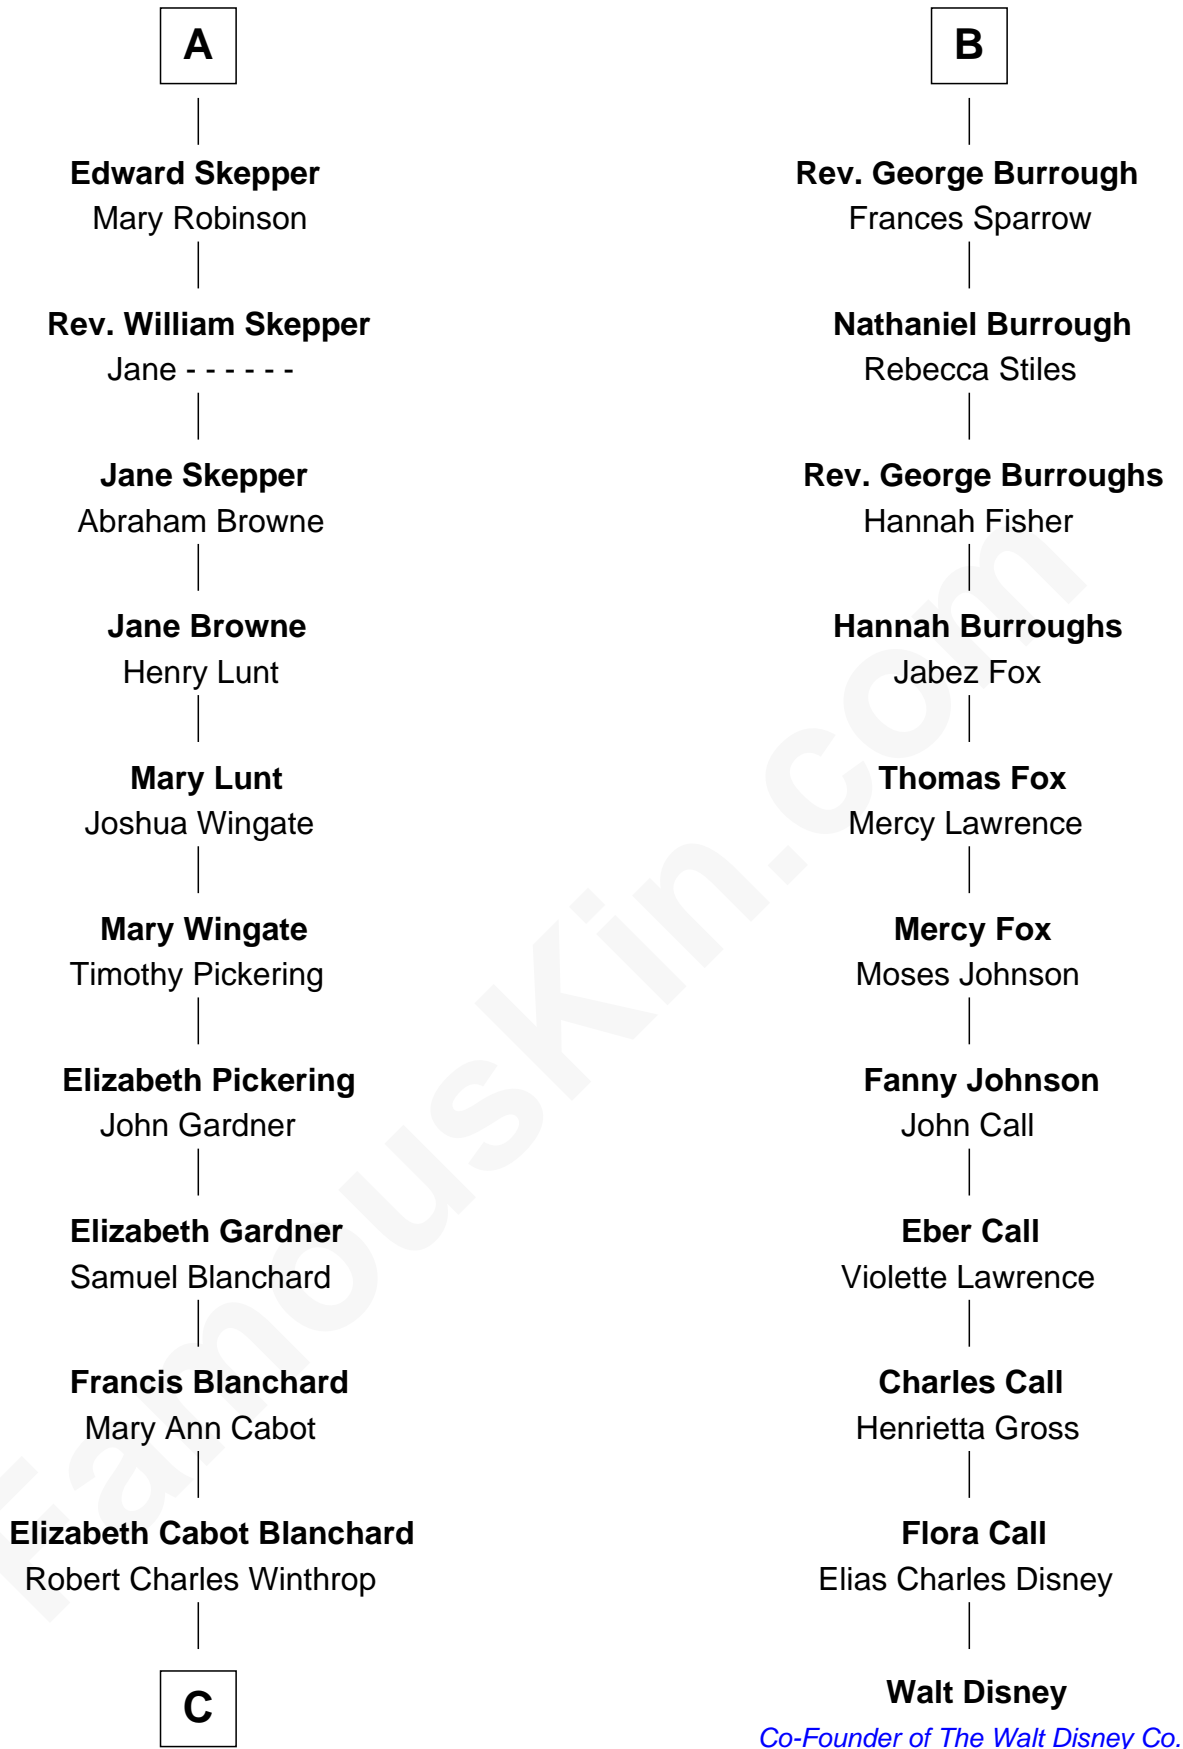 A
Edward Skepper
Mary Robinson
Rev. William Skepper
Jane - - - - - -
Jane Skepper
Abraham Browne
Jane Browne
Henry Lunt
Mary Lunt
Joshua Wingate
Mary Wingate
Timothy Pickering
Elizabeth Pickering
John Gardner
Elizabeth Gardner
Samuel Blanchard
Francis Blanchard
Mary Ann Cabot
Elizabeth Cabot Blanchard
Robert Charles Winthrop
C
B
Rev. George Burrough
Frances Sparrow
Nathaniel Burrough
Rebecca Stiles
Rev. George Burroughs
Hannah Fisher
Hannah Burroughs
Jabez Fox
Thomas Fox
Mercy Lawrence
Mercy Fox
Moses Johnson
Fanny Johnson
John Call
Eber Call
Violette Lawrence
Charles Call
Henrietta Gross
Flora Call
Elias Charles Disney
Walt Disney
Co-Founder of The Walt Disney Co.
FamousKin.com